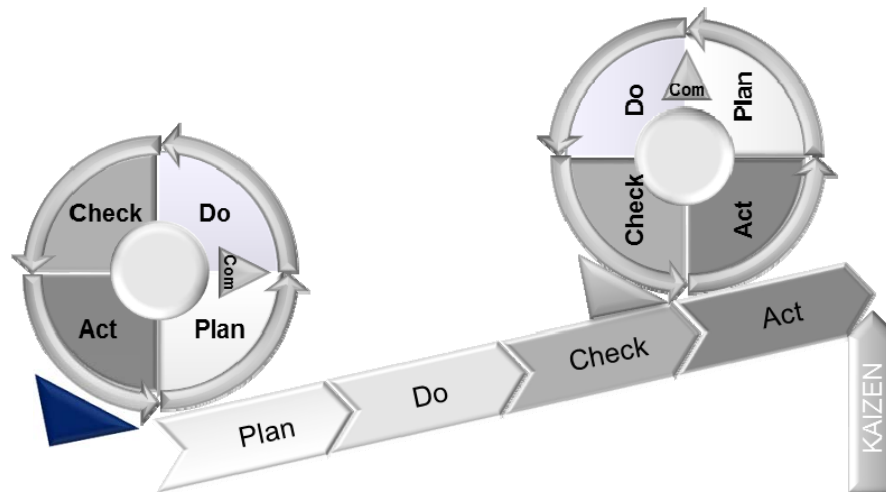 Check
Do
Com
Act
Plan
Do
Com
Plan
Check
Act
Plan
Do
Check
Act
KAIZEN